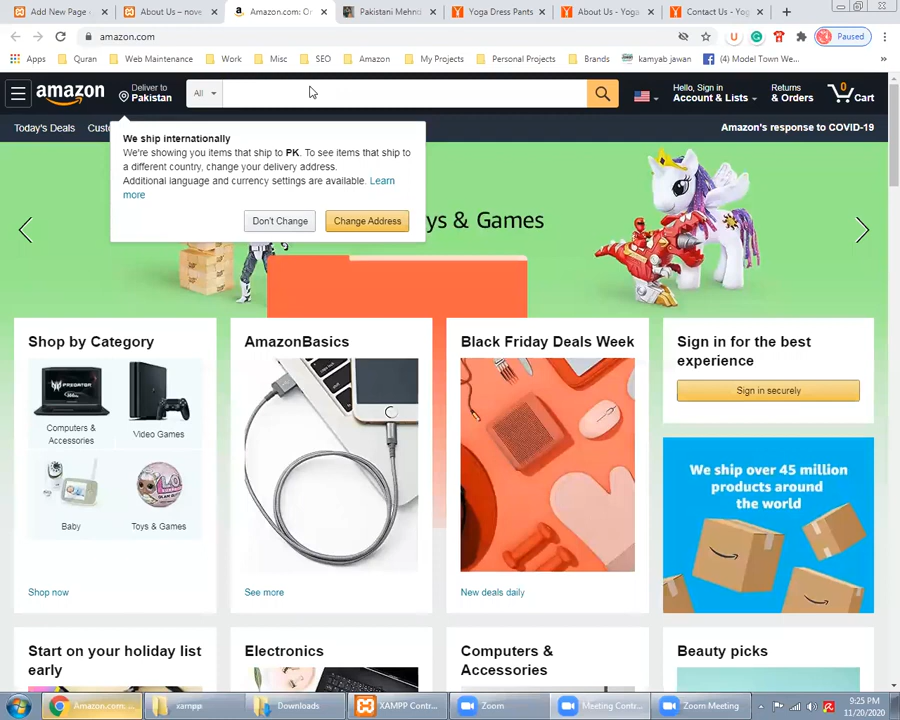 Add New Page
About Us – nove
Amazon.com: On
Pakistani Mehnd
Yoga Dress Pants
About Us - Yoga
Contact Us - Yog
amazon.com
Paused
Apps
Quran
Web Maintenance
Work
Misc
SEO
Amazon
My Projects
Personal Projects
Brands
kamyab jawan
(4) Model Town We...
»
amazon
Deliver to
Pakistan
All
Hello, Sign in
Account & Lists
Returns
& Orders
0
Cart
Today's Deals
Custo
Amazon's response to COVID-19
We ship internationally
We're showing you items that ship to PK. To see items that ship to
a different country, change your delivery address.
Additional language and currency settings are available. Learn
more
Don't Change
Change Address
ys & Games
Shop by Category
PREDATOR
Computers &
Accessories
Video Games
Baby
Toys & Games
Shop now
AmazonBasics
See more
Black Friday Deals Week
New deals daily
Sign in for the best
experience
Sign in securely
We ship over 45 million
products around
the world
Start on your holiday list
early
Electronics
Computers &
Accessories
Beauty picks
Amazon.com: ...
xampp
Downloads
XAMPP Contr...
Zoom
Meeting Contr...
Zoom Meeting
9:25 PM
11/20/2020